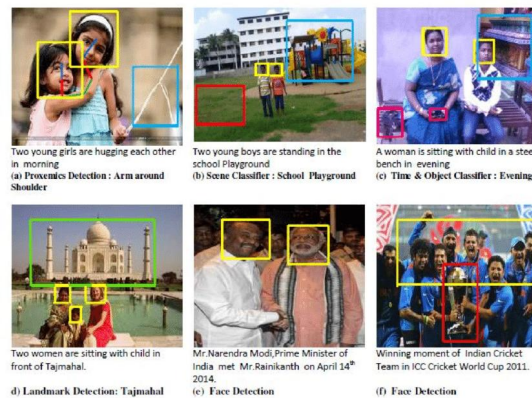 Two young girls are hugging each other
in morning
(a) Proxemics Detection : Arm around
Shoulder
Two young boys are standing in the
school Playground
(b) Scene Classifier : School Playground
A woman is sitting with child in a stee
bench in evening
(c) Time & Object Classifier : Evening
Two women are sitting with child in
front of Tajmahal.
d) Landmark Detection: Tajmahal
Mr.Narendra Modi,Prime Minister of
India met Mr.Rainikanth on April 14th
2014.
(e) Face Detection
Winning moment of Indian Cricket
Team in ICC Cricket World Cup 2011.
(f) Face Detection